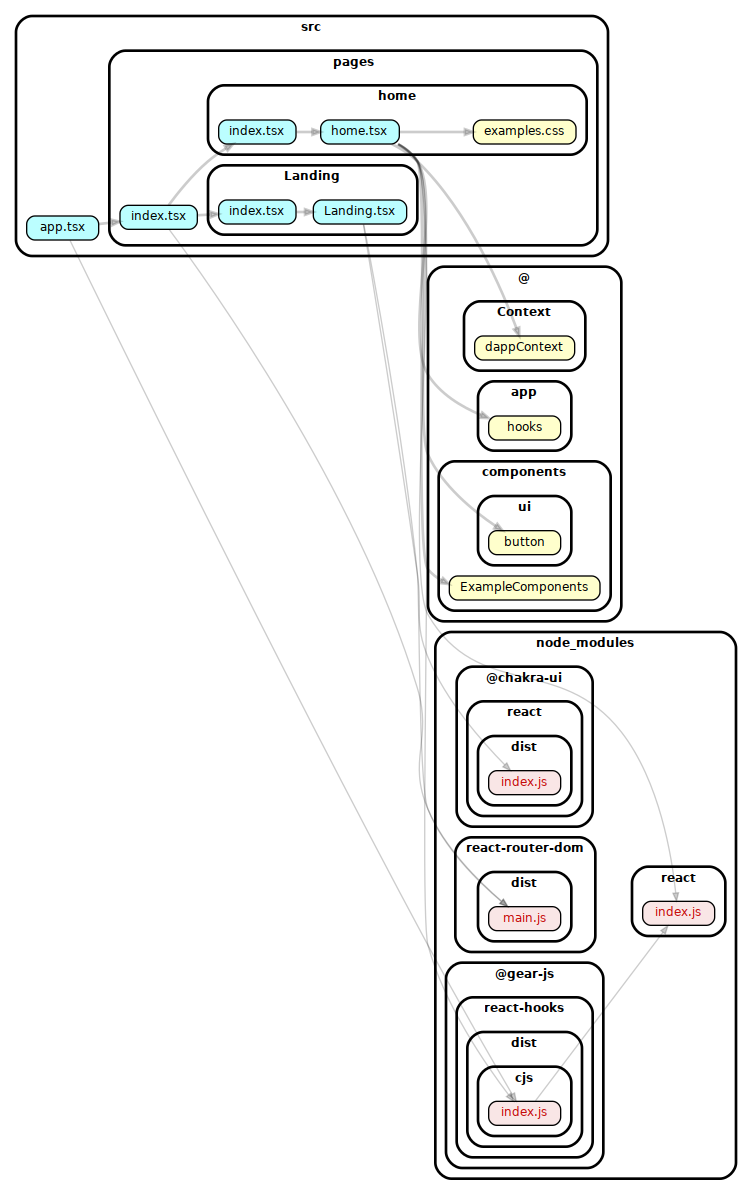 src
pages
home
index.tsx
home.tsx
examples.css
Landing
index.tsx
Landing.tsx
index.tsx
app.tsx
@
Context
dappContext
app
hooks
components
ui
button
ExampleComponents
node_modules
@chakra-ui
react
dist
index.js
react-router-dom
dist
main.js
react
index.js
@gear-js
react-hooks
dist
cjs
index.js